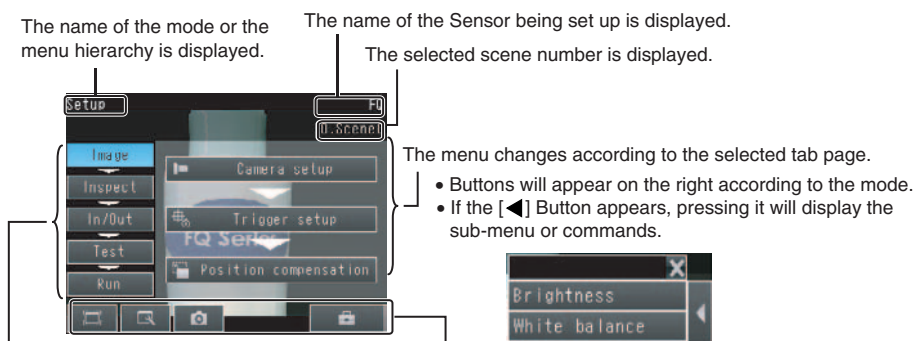 The name of the mode or the
menu hierarchy is displayed.
The name of the Sensor being set up is displayed.
The selected scene number is displayed.
Setup
FQ
0.Scene
Image
Inspect
In/Out
Test
Run
Camera setup
Trigger setup
FQ Series
Position compensation
The menu changes according to the selected tab page.
• Buttons will appear on the right according to the mode.
• If the [◀] Button appears, pressing it will display the
sub-menu or commands.
X
Brightness
White balance